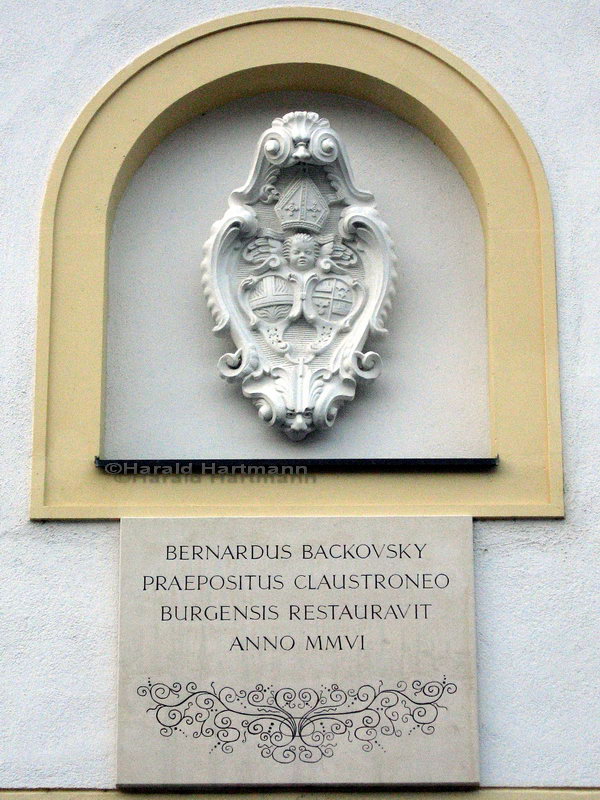 ©Harald Hartmann
BERNARDUS BACKOVSKY
PRAEPOSITUS CLAUSTRONEO
BURGENSIS RESTAURAVIT
ANNO MMVI